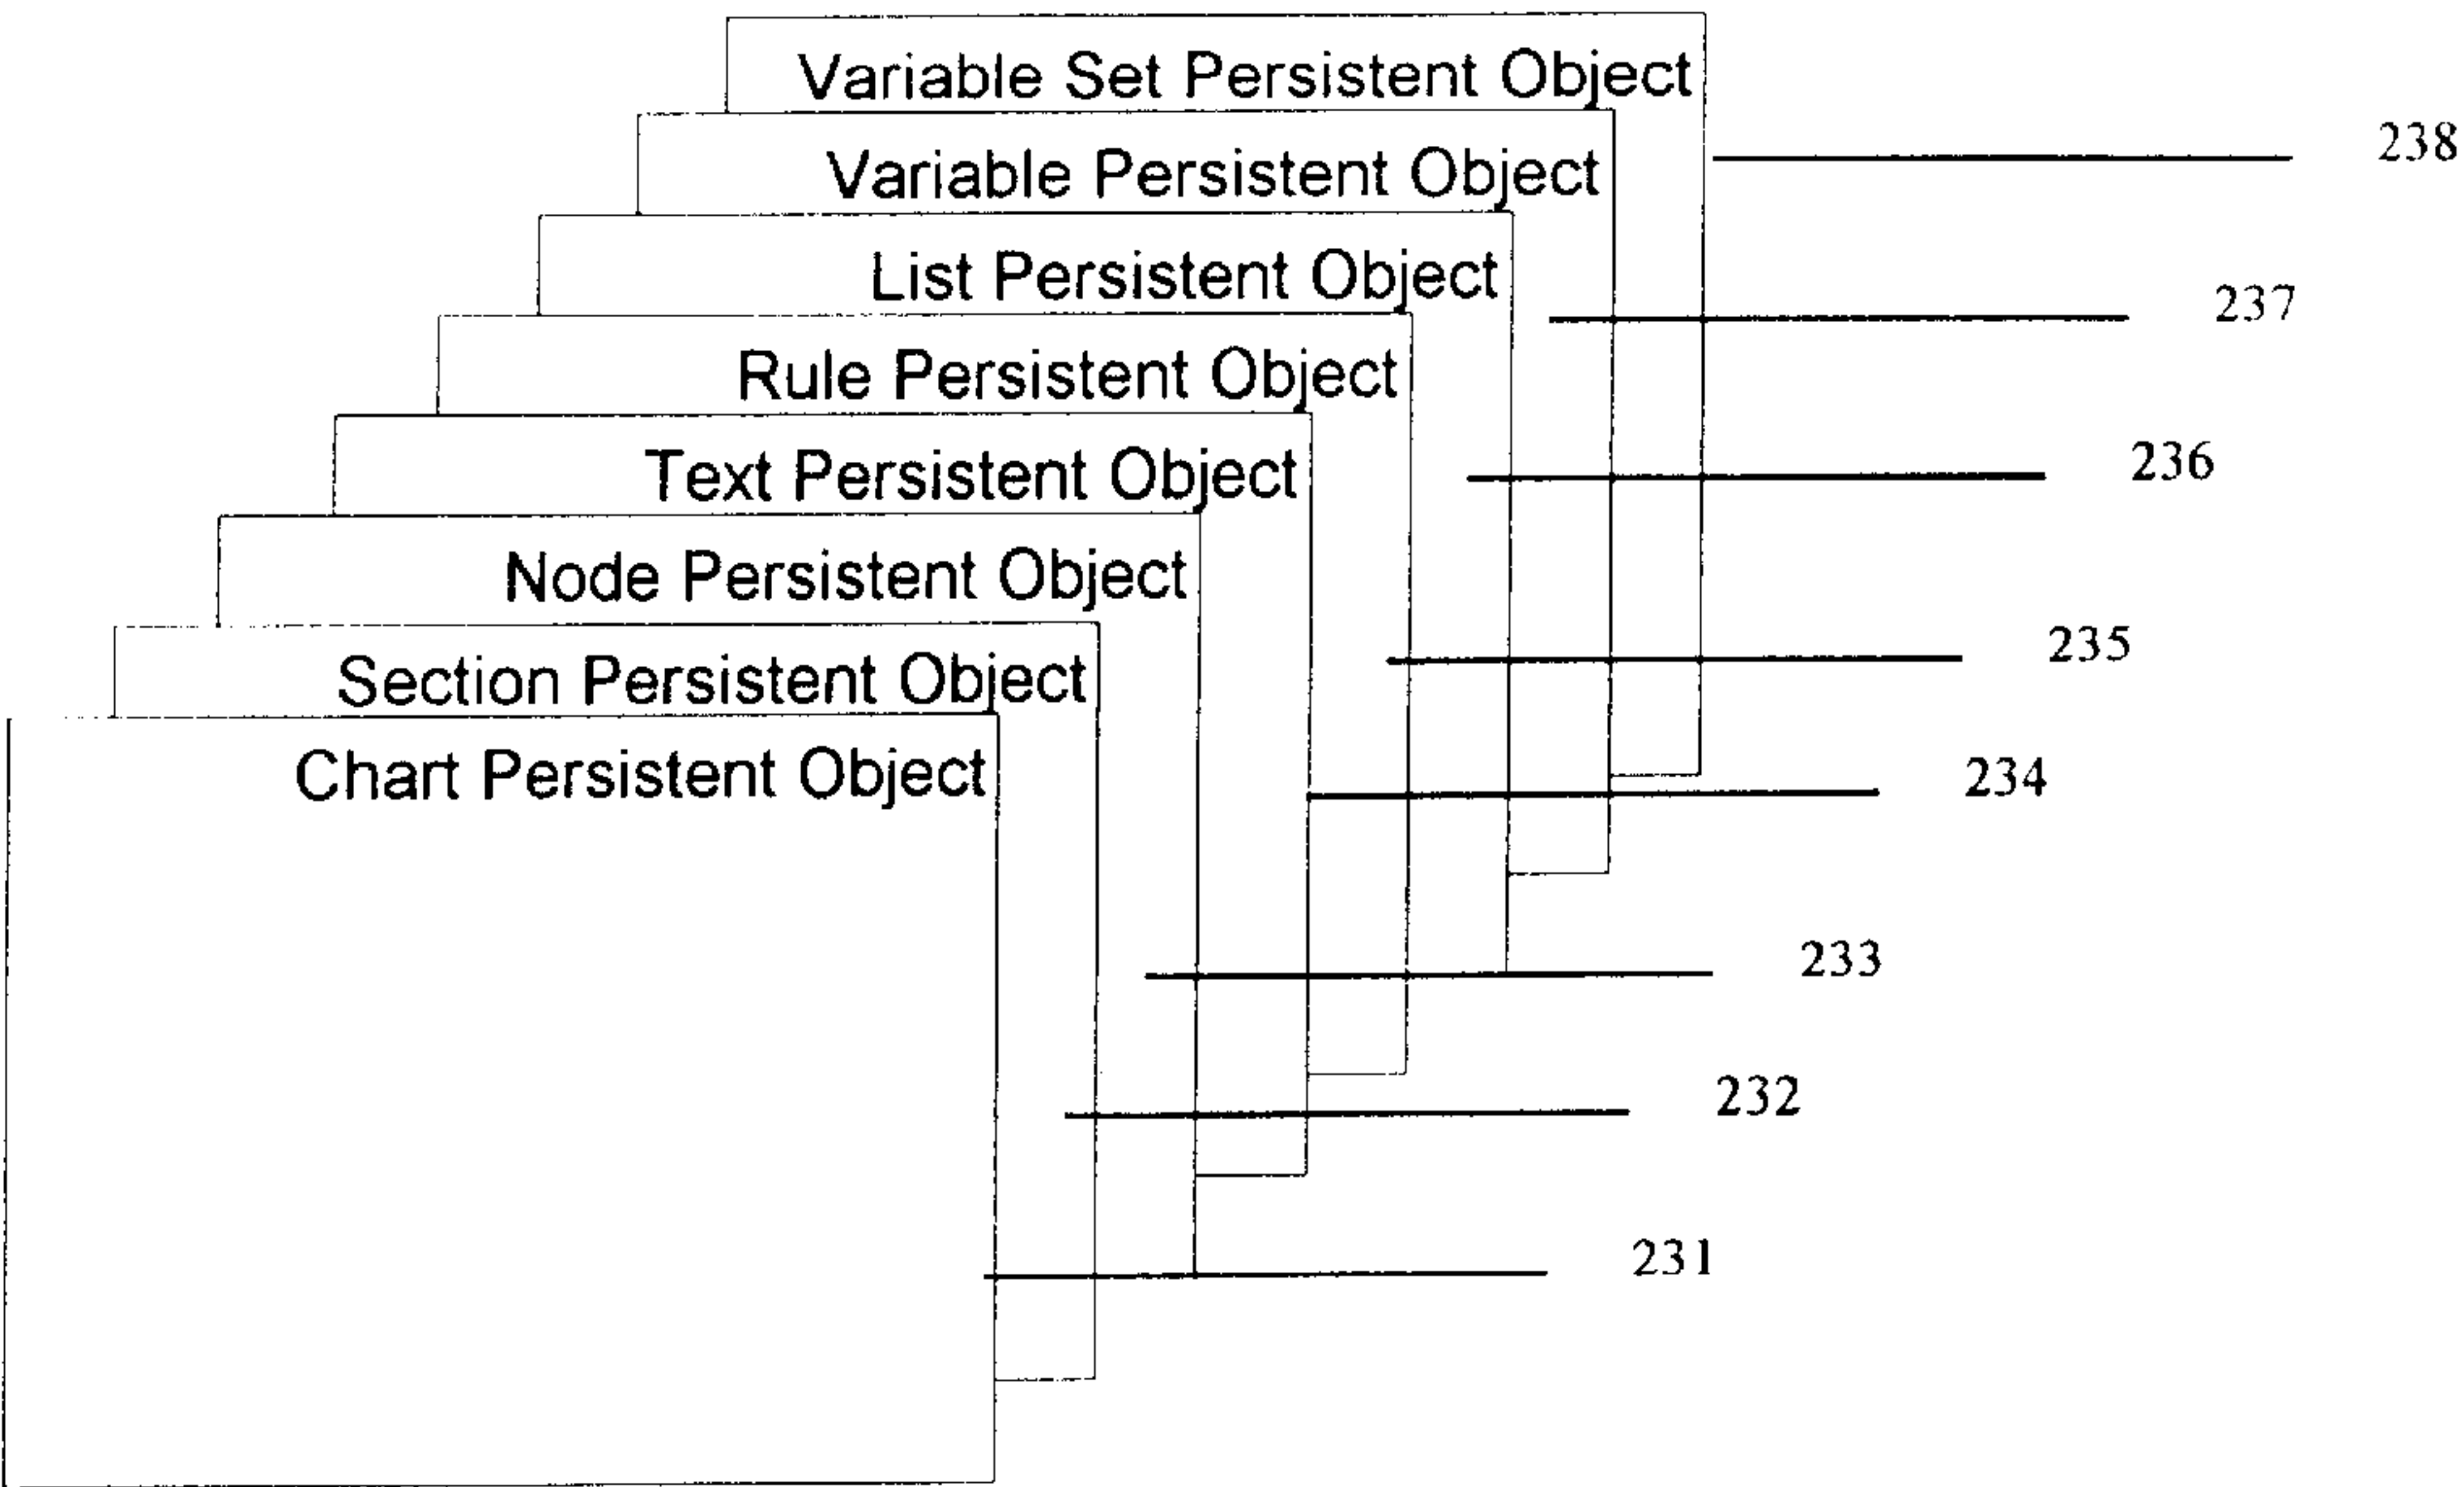 Variable Set Persistent Object
238
Variable Persistent Object
237
List Persistent Object
Rule Persistent Object
236
Text Persistent Object
Node Persistent Object
235
Section Persistent Object
234
Chart Persistent Object
233
232
231